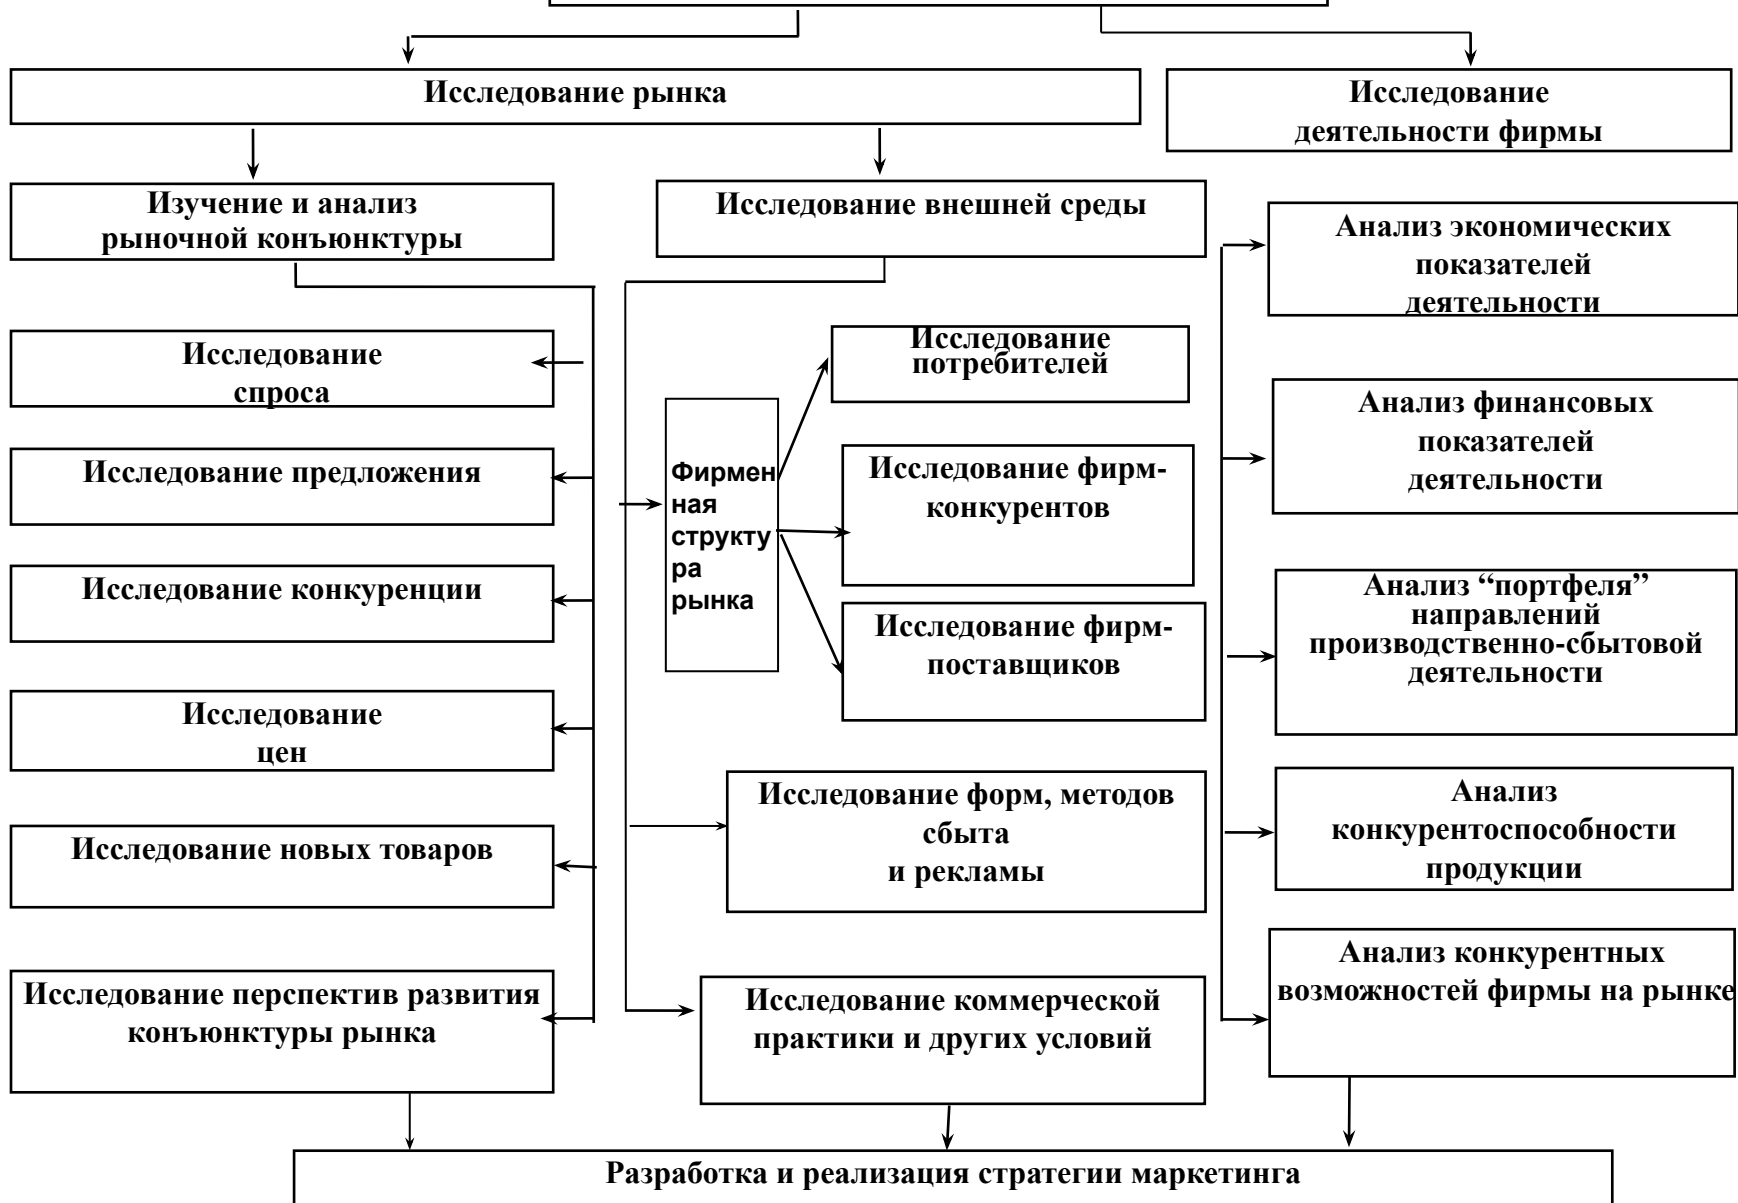 Исследование рынка
Исследование
деятельности фирмы
Изучение и анализ
рыночной конъюнктуры
Исследование внешней среды
Анализ экономических
показателей
деятельности
Исследование
спроса
Исследование
потребителей
Анализ финансовых
показателей
деятельности
Исследование предложения
Фирмен
ная
структу
ра
рынка
Исследование фирм-
конкурентов
Исследование конкуренции
Исследование фирм-
поставщиков
Анализ “портфеля”
направлений
производственно-сбытовой
деятельности
Исследование
цен
Исследование форм, методов
сбыта
и рекламы
Анализ
конкурентоспособности
продукции
Исследование новых товаров
Анализ конкурентных
возможностей фирмы на рынке
Исследование перспектив развития
конъюнктуры рынка
Исследование коммерческой
практики и других условий
Разработка и реализация стратегии маркетинга